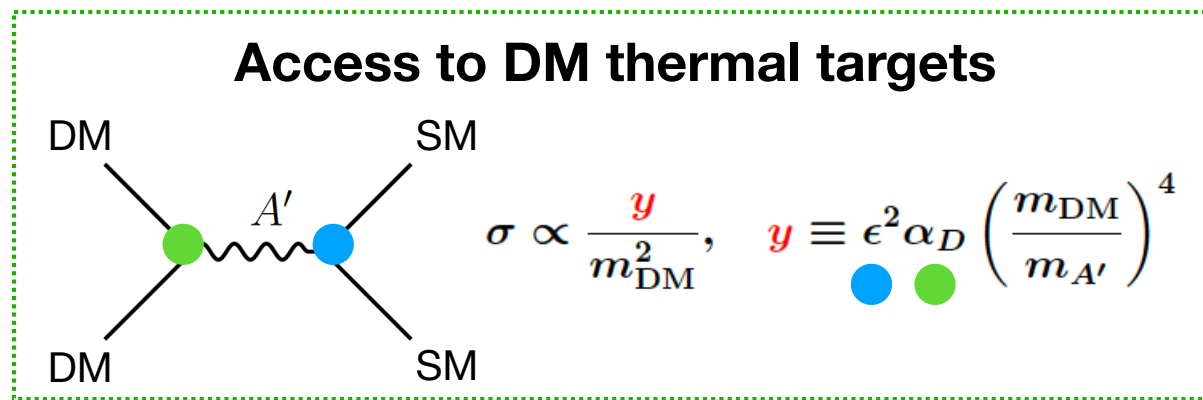 Access to DM thermal targets
DM SM
A′
σ ∝ y/m²_DM, y ≡ ϵ²α_D (m_DM/m_A′)⁴
DM SM